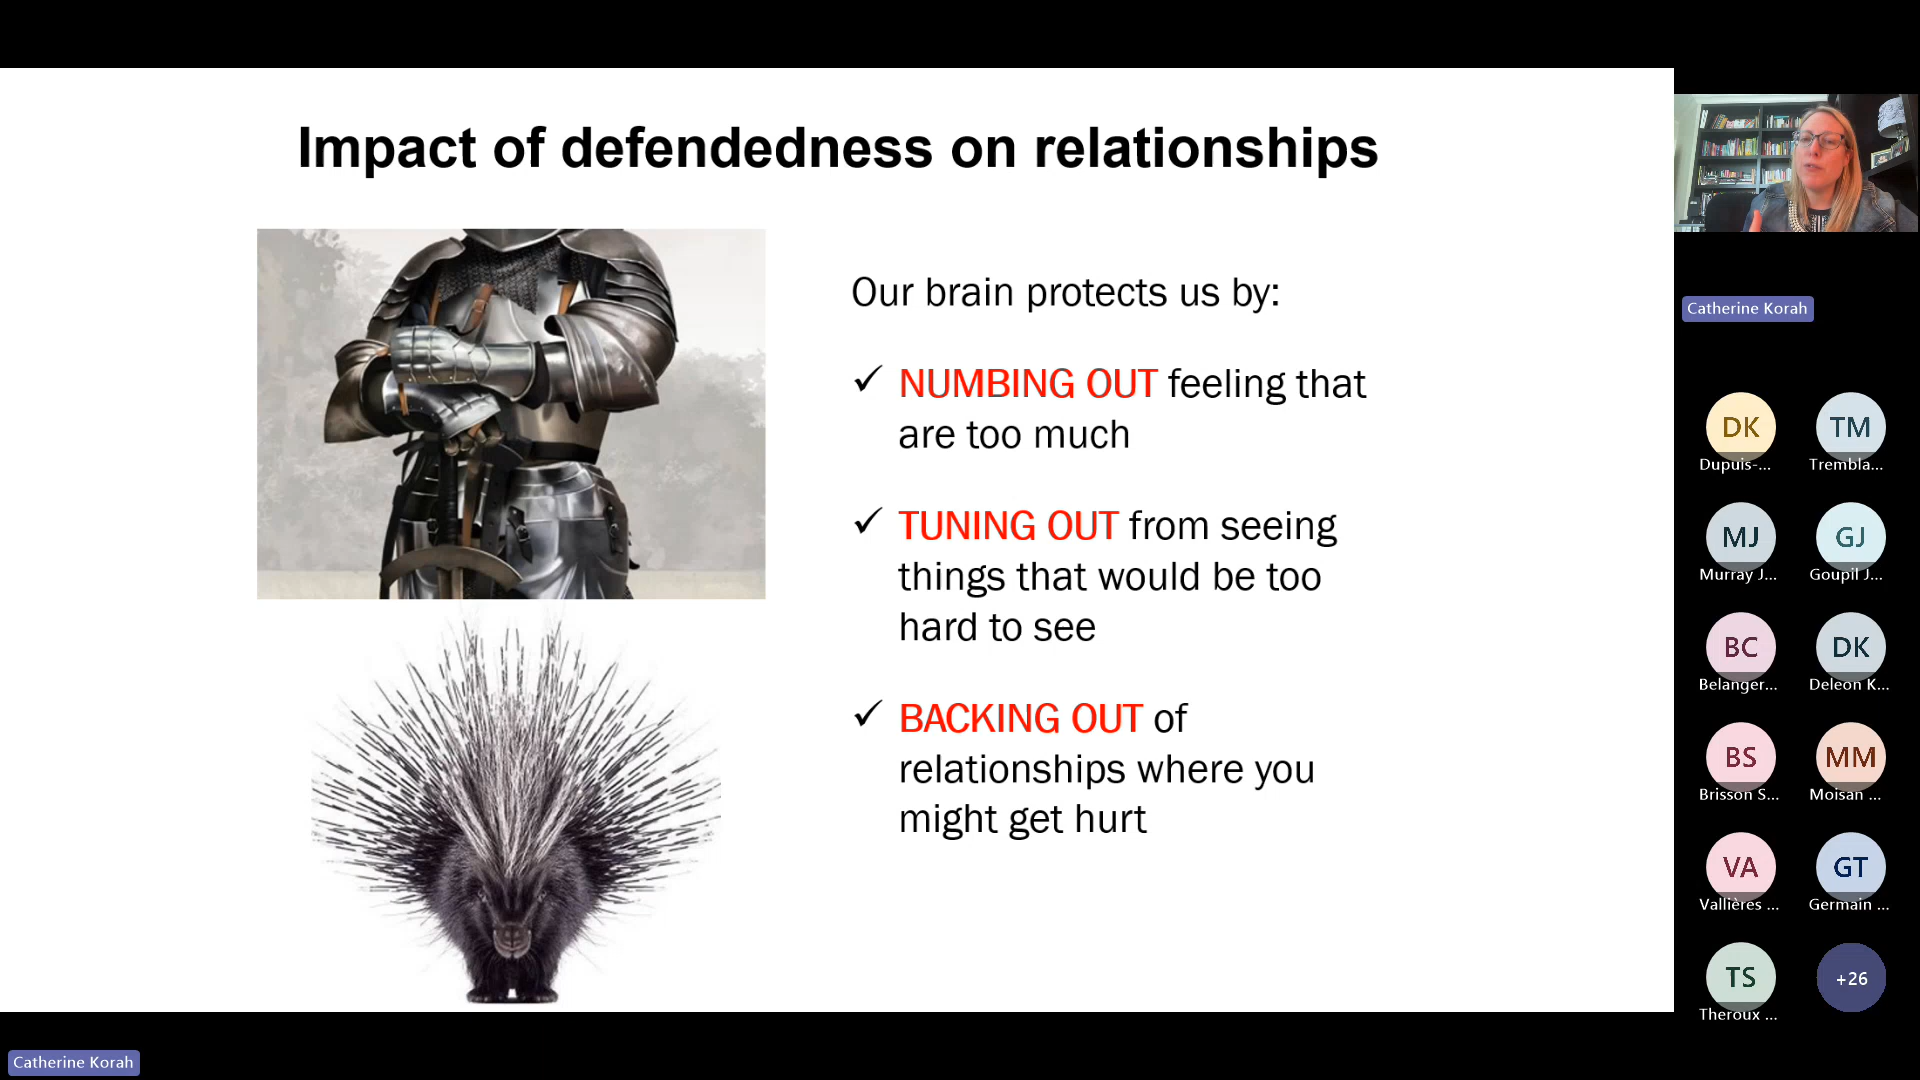 Impact of defendedness on relationships
Our brain protects us by:
✓ NUMBING OUT feeling that
are too much
✓ TUNING OUT from seeing
things that would be too
hard to see
✓ BACKING OUT of
relationships where you
might get hurt
Catherine Korah
DK TM
Dupuis-... Trembla...
MJ GJ
Murray J... Goupil J...
BC DK
Belanger... Deleon K...
BS MM
Brisson S... Moisan ...
VA GT
Vallières ... Germain ...
TS +26
Theroux ...
Catherine Korah